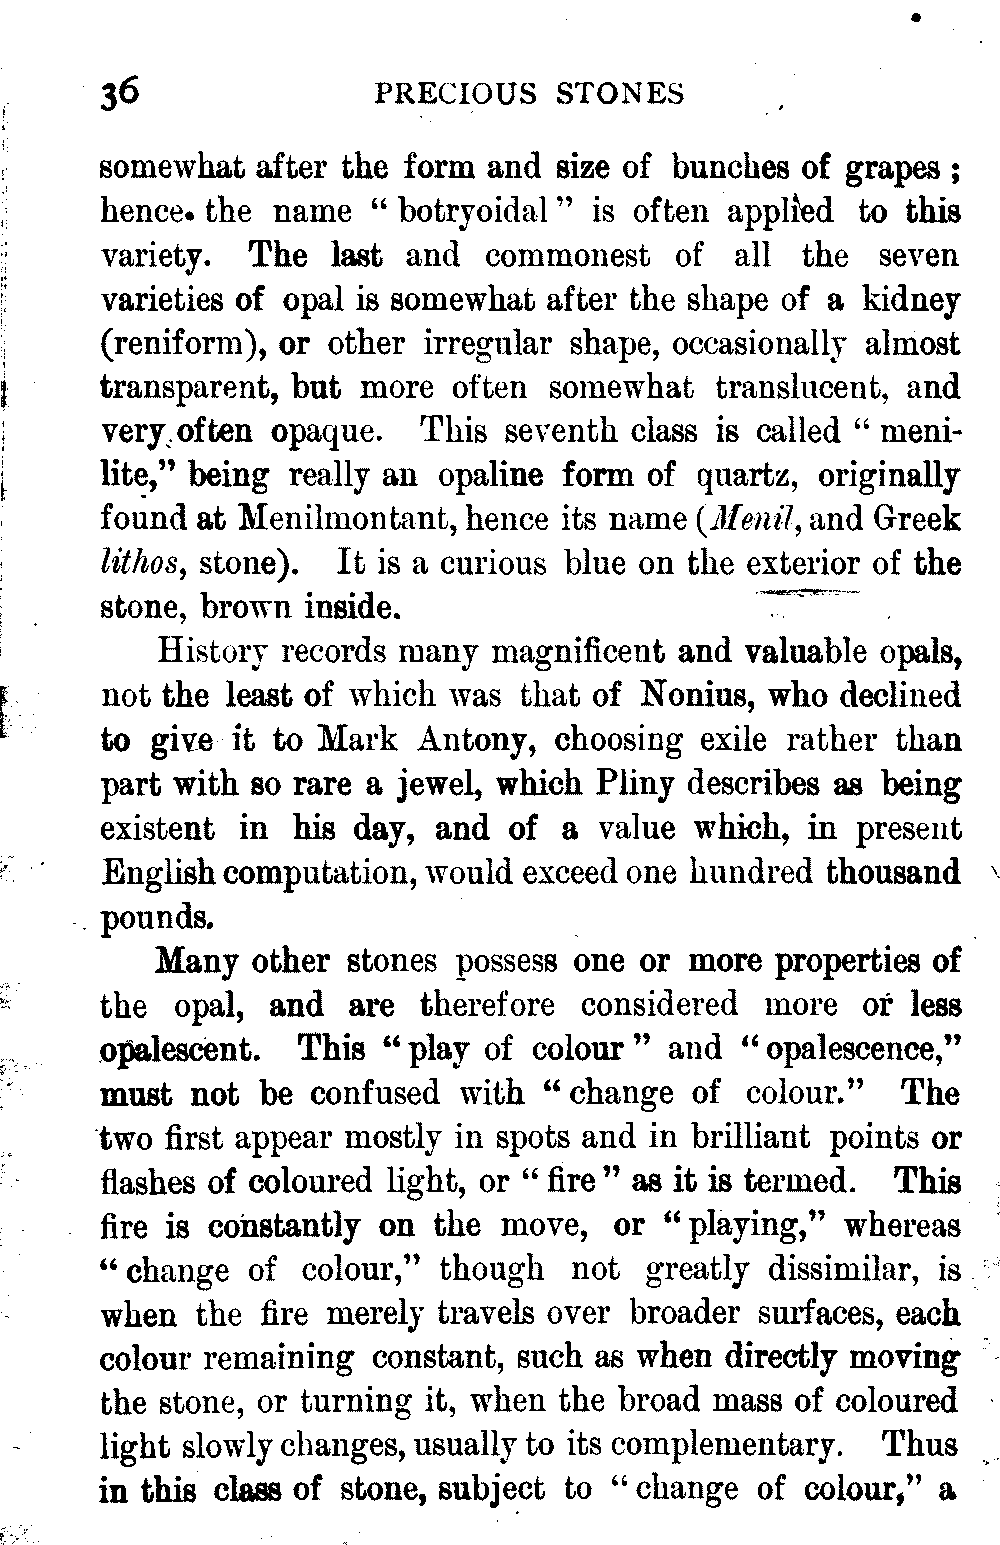 36 PRECIOUS STONES
somewhat after the form and size of bunches of grapes ;
hence. the name “ botryoidal ” is often applied to this
variety. The last and commonest of all the seven
varieties of opal is somewhat after the shape of a kidney
(reniform), or other irregular shape, occasionally almost
transparent, but more often somewhat translucent, and
very often opaque. This seventh class is called “ meni-
lite,” being really an opaline form of quartz, originally
found at Menilmontant, hence its name (Menil, and Greek
lithos, stone). It is a curious blue on the exterior of the
stone, brown inside.
History records many magnificent and valuable opals,
not the least of which was that of Nonius, who declined
to give it to Mark Antony, choosing exile rather than
part with so rare a jewel, which Pliny describes as being
existent in his day, and of a value which, in present
English computation, would exceed one hundred thousand
pounds.
Many other stones possess one or more properties of
the opal, and are therefore considered more or less
opalescent. This “ play of colour ” and “ opalescence,”
must not be confused with “ change of colour.” The
two first appear mostly in spots and in brilliant points or
flashes of coloured light, or “ fire ” as it is termed. This
fire is constantly on the move, or “ playing,” whereas
“ change of colour,” though not greatly dissimilar, is
when the fire merely travels over broader surfaces, each
colour remaining constant, such as when directly moving
the stone, or turning it, when the broad mass of coloured
light slowly changes, usually to its complementary. Thus
in this class of stone, subject to “ change of colour,” a